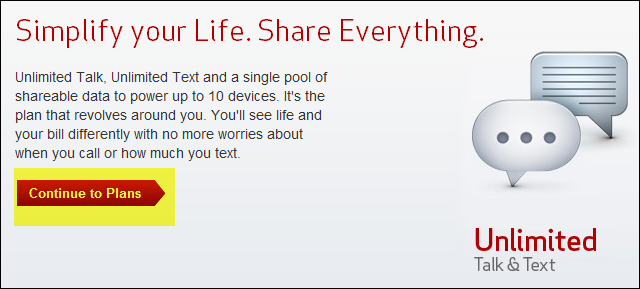 Simplify your Life. Share Everything.
Unlimited Talk, Unlimited Text and a single pool of
shareable data to power up to 10 devices. It's the
plan that revolves around you. You'll see life and
your bill differently with no more worries about
when you call or how much you text.
Continue to Plans
Unlimited
Talk & Text